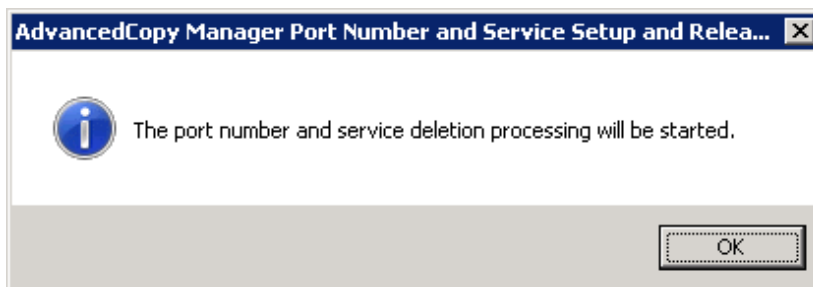 AdvancedCopy Manager Port Number and Service Setup and Relea...
The port number and service deletion processing will be started.
OK